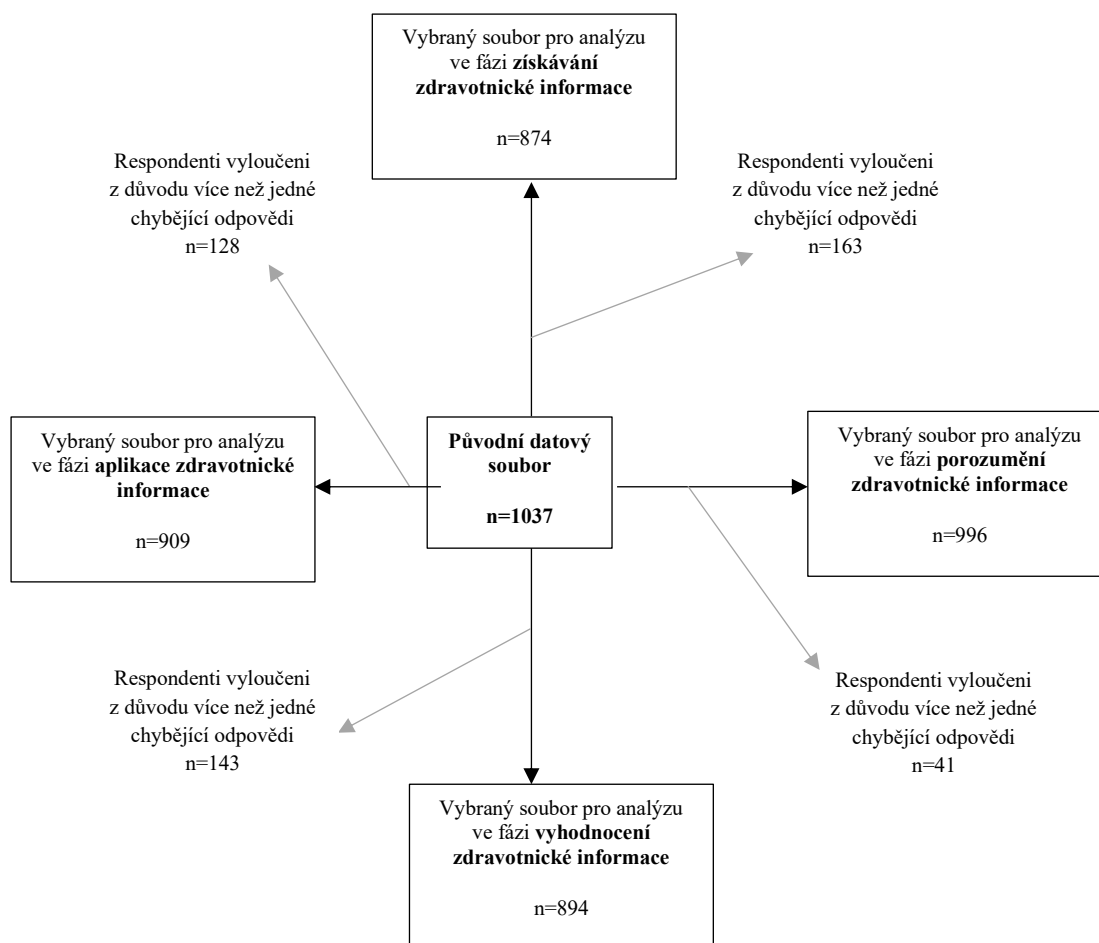 Vybraný soubor pro analýzu
ve fázi získávání
zdravotnické informace
n=874
Respondenti vyloučeni
z důvodu více než jedné
chybějící odpovědi
n=128
Respondenti vyloučeni
z důvodu více než jedné
chybějící odpovědi
n=163
Vybraný soubor pro analýzu
ve fázi aplikace zdravotnické
informace
n=909
Původní datový
soubor
n=1037
Vybraný soubor pro analýzu
ve fázi porozumění
zdravotnické informace
n=996
Respondenti vyloučeni
z důvodu více než jedné
chybějící odpovědi
n=143
Respondenti vyloučeni
z důvodu více než jedné
chybějící odpovědi
n=41
Vybraný soubor pro analýzu
ve fázi vyhodnocení
zdravotnické informace
n=894